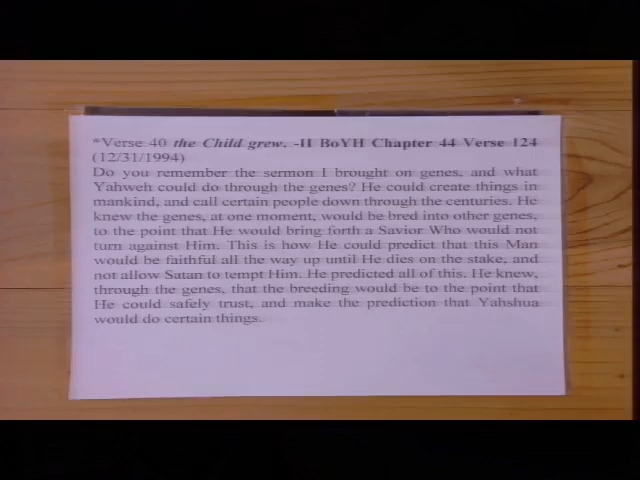 *Verse 40 the Child grew. -II BoYH Chapter 44 Verse 124
(12/31/1994)
Do you remember the sermon I brought on genes, and what
Yahweh could do through the genes? He could create things in
mankind, and call certain people down through the centuries. He
knew the genes, at one moment, would be bred into other genes,
to the point that He would bring forth a Savior Who would not
turn against Him. This is how He could predict that this Man
would be faithful all the way up until He dies on the stake, and
not allow Satan to tempt Him. He predicted all of this. He knew,
through the genes, that the breeding would be to the point that
He could safely trust, and make the prediction that Yahshua
would do certain things.